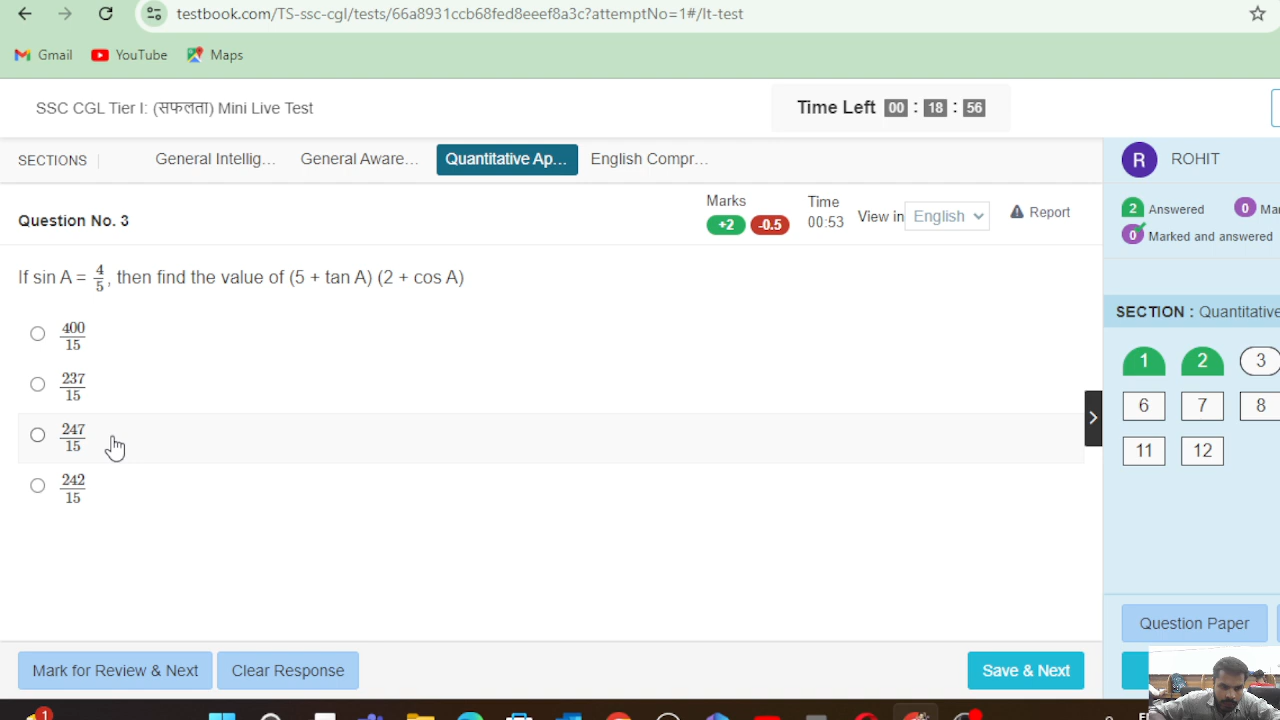 testbook.com/TS-ssc-cgl/tests/66a8931ccb68fed8eeef8a3c?attemptNo=1#/lt-test
Gmail YouTube Maps
SSC CGL Tier I: (सफलता) Mini Live Test
Time Left 00 : 18 : 56
SECTIONS General Intellig... General Aware... Quantitative Ap... English Compr...
R ROHIT
Question No. 3
Marks +2 -0.5
Time 00:53
View in English
Report
2 Answered 0 Mar
0 Marked and answered
If sin A = 4/5, then find the value of (5 + tan A) (2 + cos A)
400/15
237/15
247/15
242/15
SECTION : Quantitative
1 2 3
6 7 8
11 12
Question Paper
Mark for Review & Next Clear Response Save & Next
1